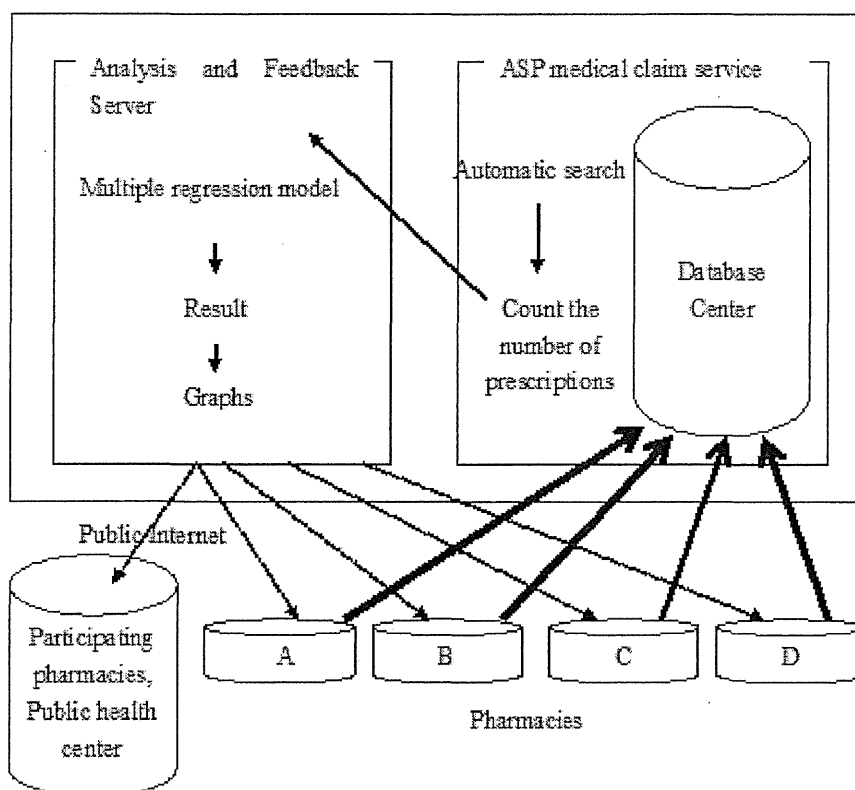 Analysis and Feedback
Server
Multiple regression model
Result
Graphs
ASP medical claim service
Automatic search
Count the
number of
prescriptions
Database
Center
Public Internet
Participating
pharmacies,
Public health
center
A
B
C
D
Pharmacies